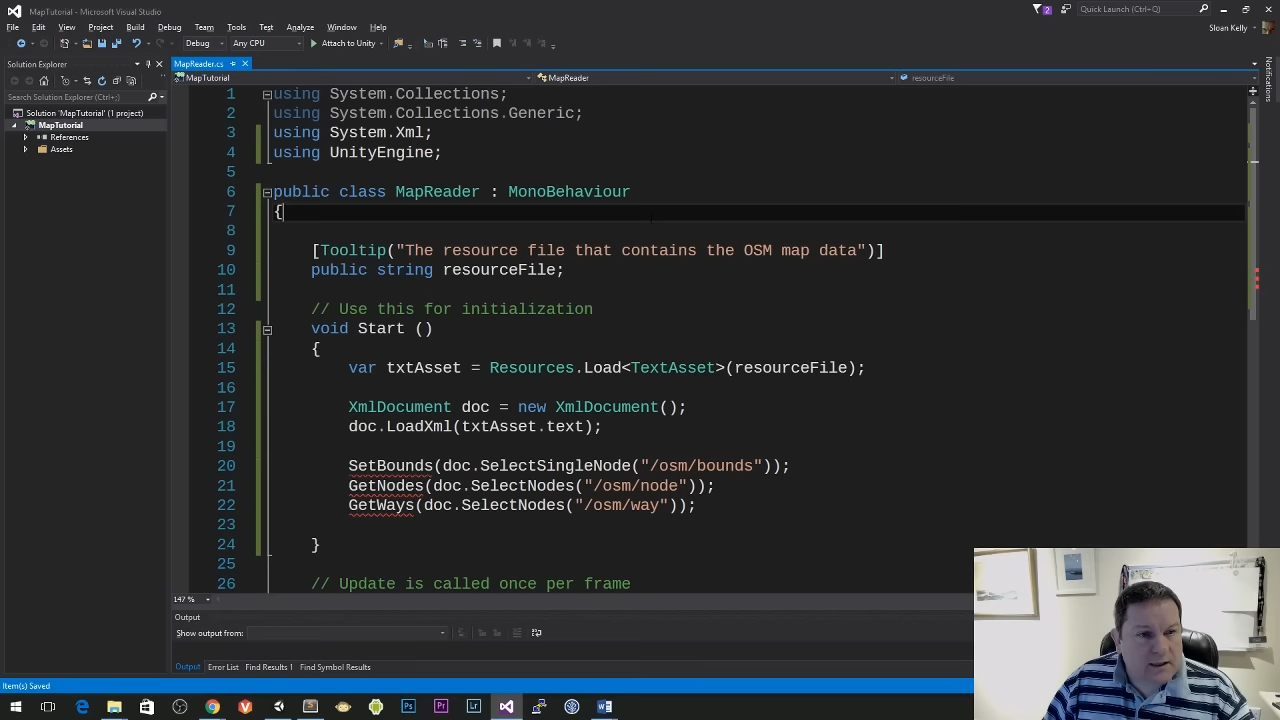 MapTutorial - Microsoft Visual Studio
2
Quick Launch (Ctrl+Q)
File Edit View Project Build Debug Team Tools Test Analyze Window Help
Sloan Kelly
Debug Any CPU Attach to Unity
Solution Explorer
MapReader.cs
Notifications
MapTutorial
MapReader
resourceFile
Search Solution Explorer (Ctrl+;)
Solution 'MapTutorial' (1 project)
MapTutorial
References
Assets
1 using System.Collections;
2 using System.Collections.Generic;
3 using System.Xml;
4 using UnityEngine;
5
6 public class MapReader : MonoBehaviour
7 {
8
9 [Tooltip("The resource file that contains the OSM map data")]
10 public string resourceFile;
11
12 // Use this for initialization
13 void Start ()
14 {
15 var txtAsset = Resources.Load<TextAsset>(resourceFile);
16
17 XmlDocument doc = new XmlDocument();
18 doc.LoadXml(txtAsset.text);
19
20 SetBounds(doc.SelectSingleNode("/osm/bounds"));
21 GetNodes(doc.SelectNodes("/osm/node"));
22 GetWays(doc.SelectNodes("/osm/way"));
23
24 }
25
26 // Update is called once per frame
147 %
Output
Show output from:
Output Error List Find Results 1 Find Symbol Results
Item(s) Saved
Ps Pr Lr